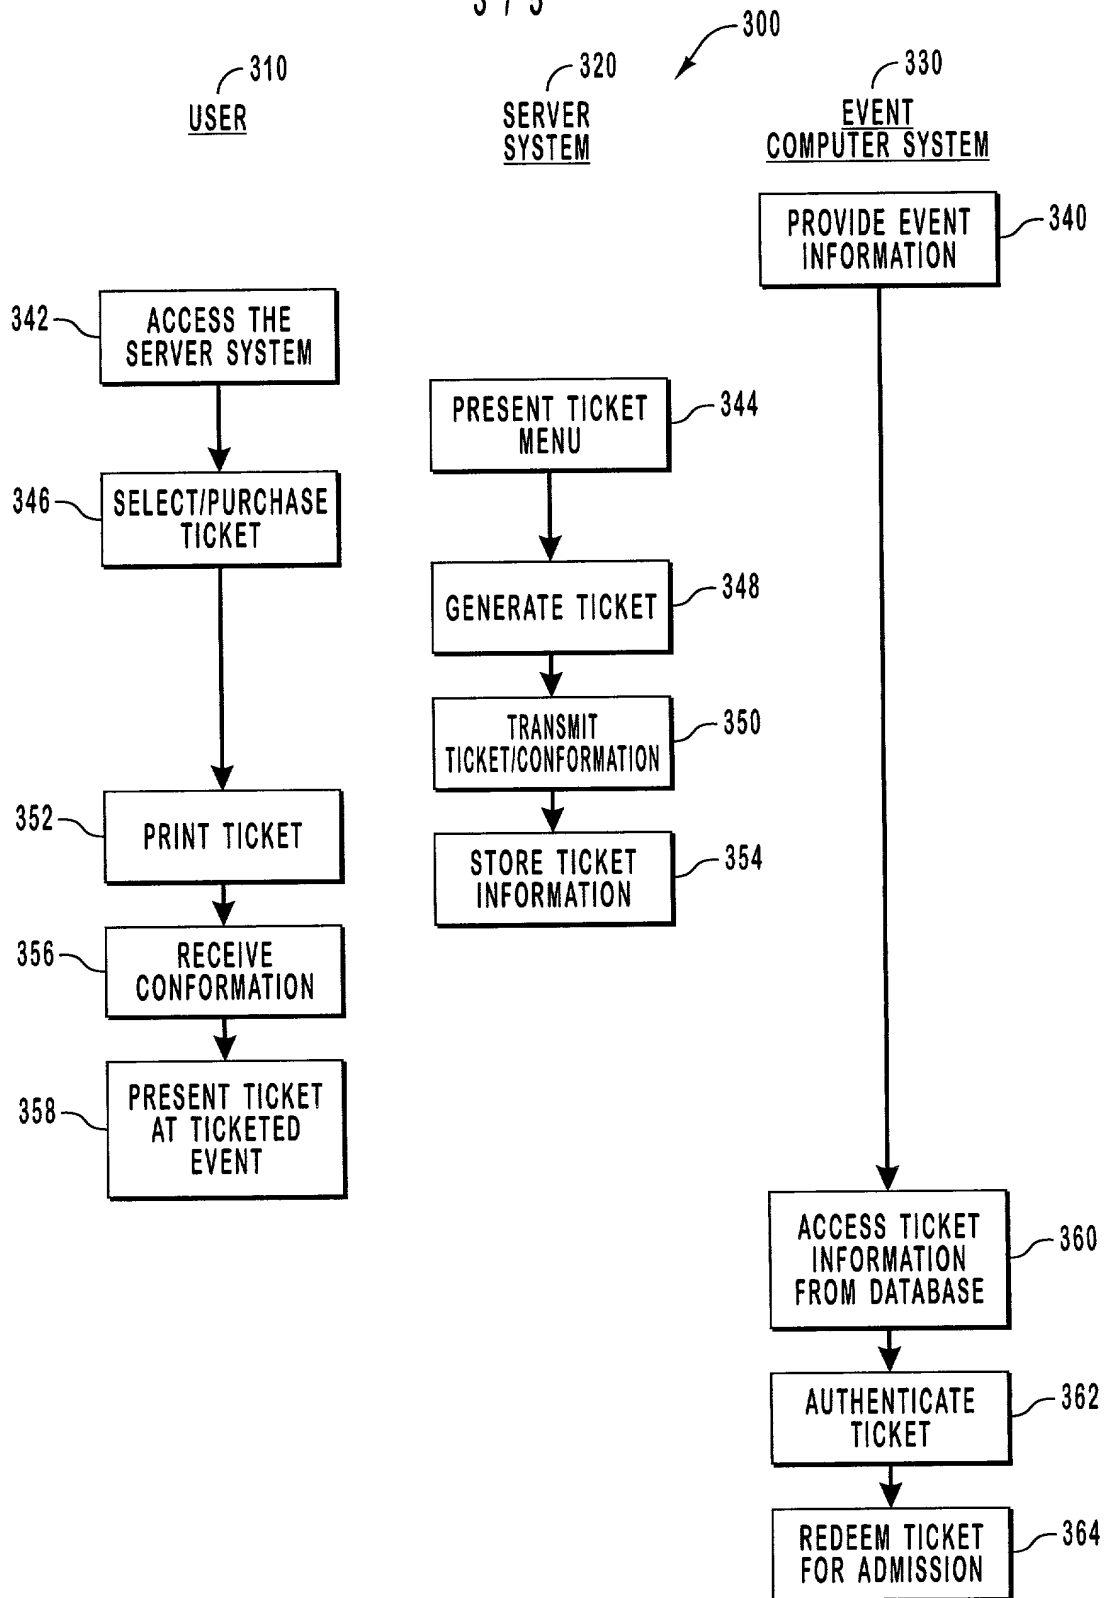 3 / 5
300
310
USER
320
SERVER
SYSTEM
330
EVENT
COMPUTER SYSTEM
PROVIDE EVENT
INFORMATION
340
342
ACCESS THE
SERVER SYSTEM
PRESENT TICKET
MENU
344
346
SELECT/PURCHASE
TICKET
GENERATE TICKET
348
TRANSMIT
TICKET/CONFORMATION
350
352
PRINT TICKET
STORE TICKET
INFORMATION
354
356
RECEIVE
CONFORMATION
358
PRESENT TICKET
AT TICKETED
EVENT
ACCESS TICKET
INFORMATION
FROM DATABASE
360
AUTHENTICATE
TICKET
362
REDEEM TICKET
FOR ADMISSION
364